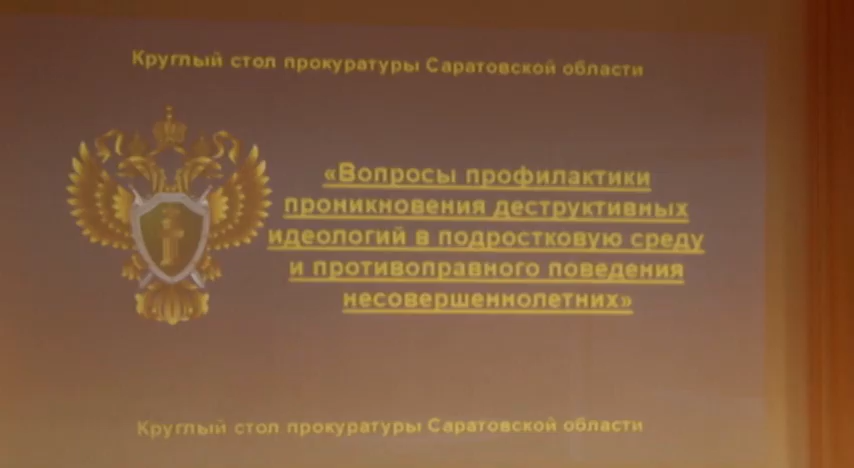 Круглый стол прокуратуры Саратовской области
«Вопросы профилактики
проникновения деструктивных
идеологий в подростковую среду
и противоправного поведения
несовершеннолетних»
Круглый стол прокуратуры Саратовской области